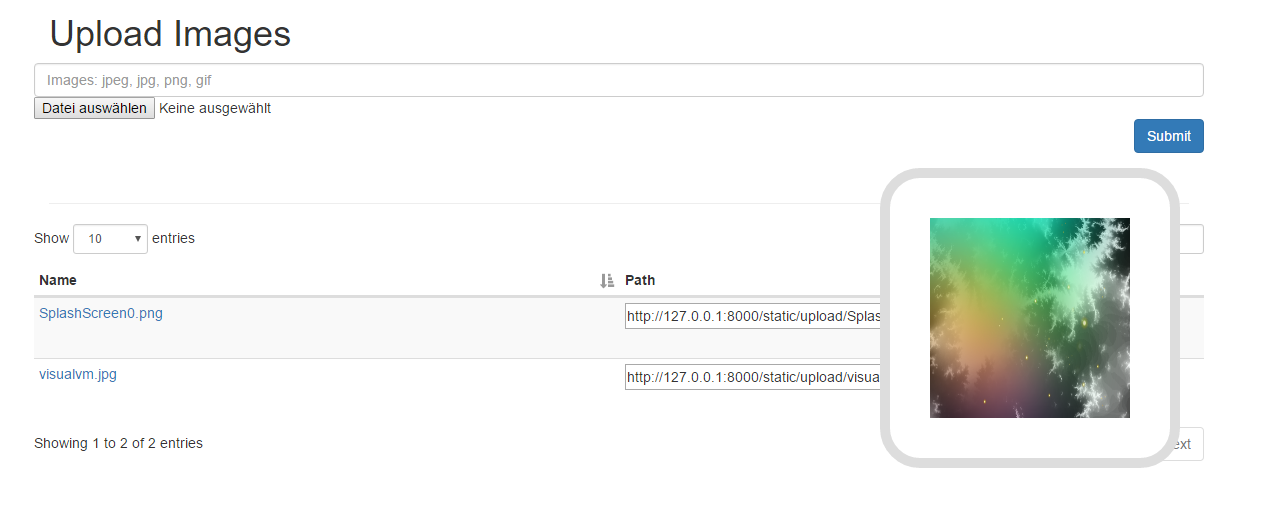 Upload Images
Images: jpeg, jpg, png, gif
Datei auswählen Keine ausgewählt
Submit
Show 10 entries
Name Path
SplashScreen0.png http://127.0.0.1:8000/static/upload/Splas
visualvm.jpg http://127.0.0.1:8000/static/upload/visua
Showing 1 to 2 of 2 entries ext